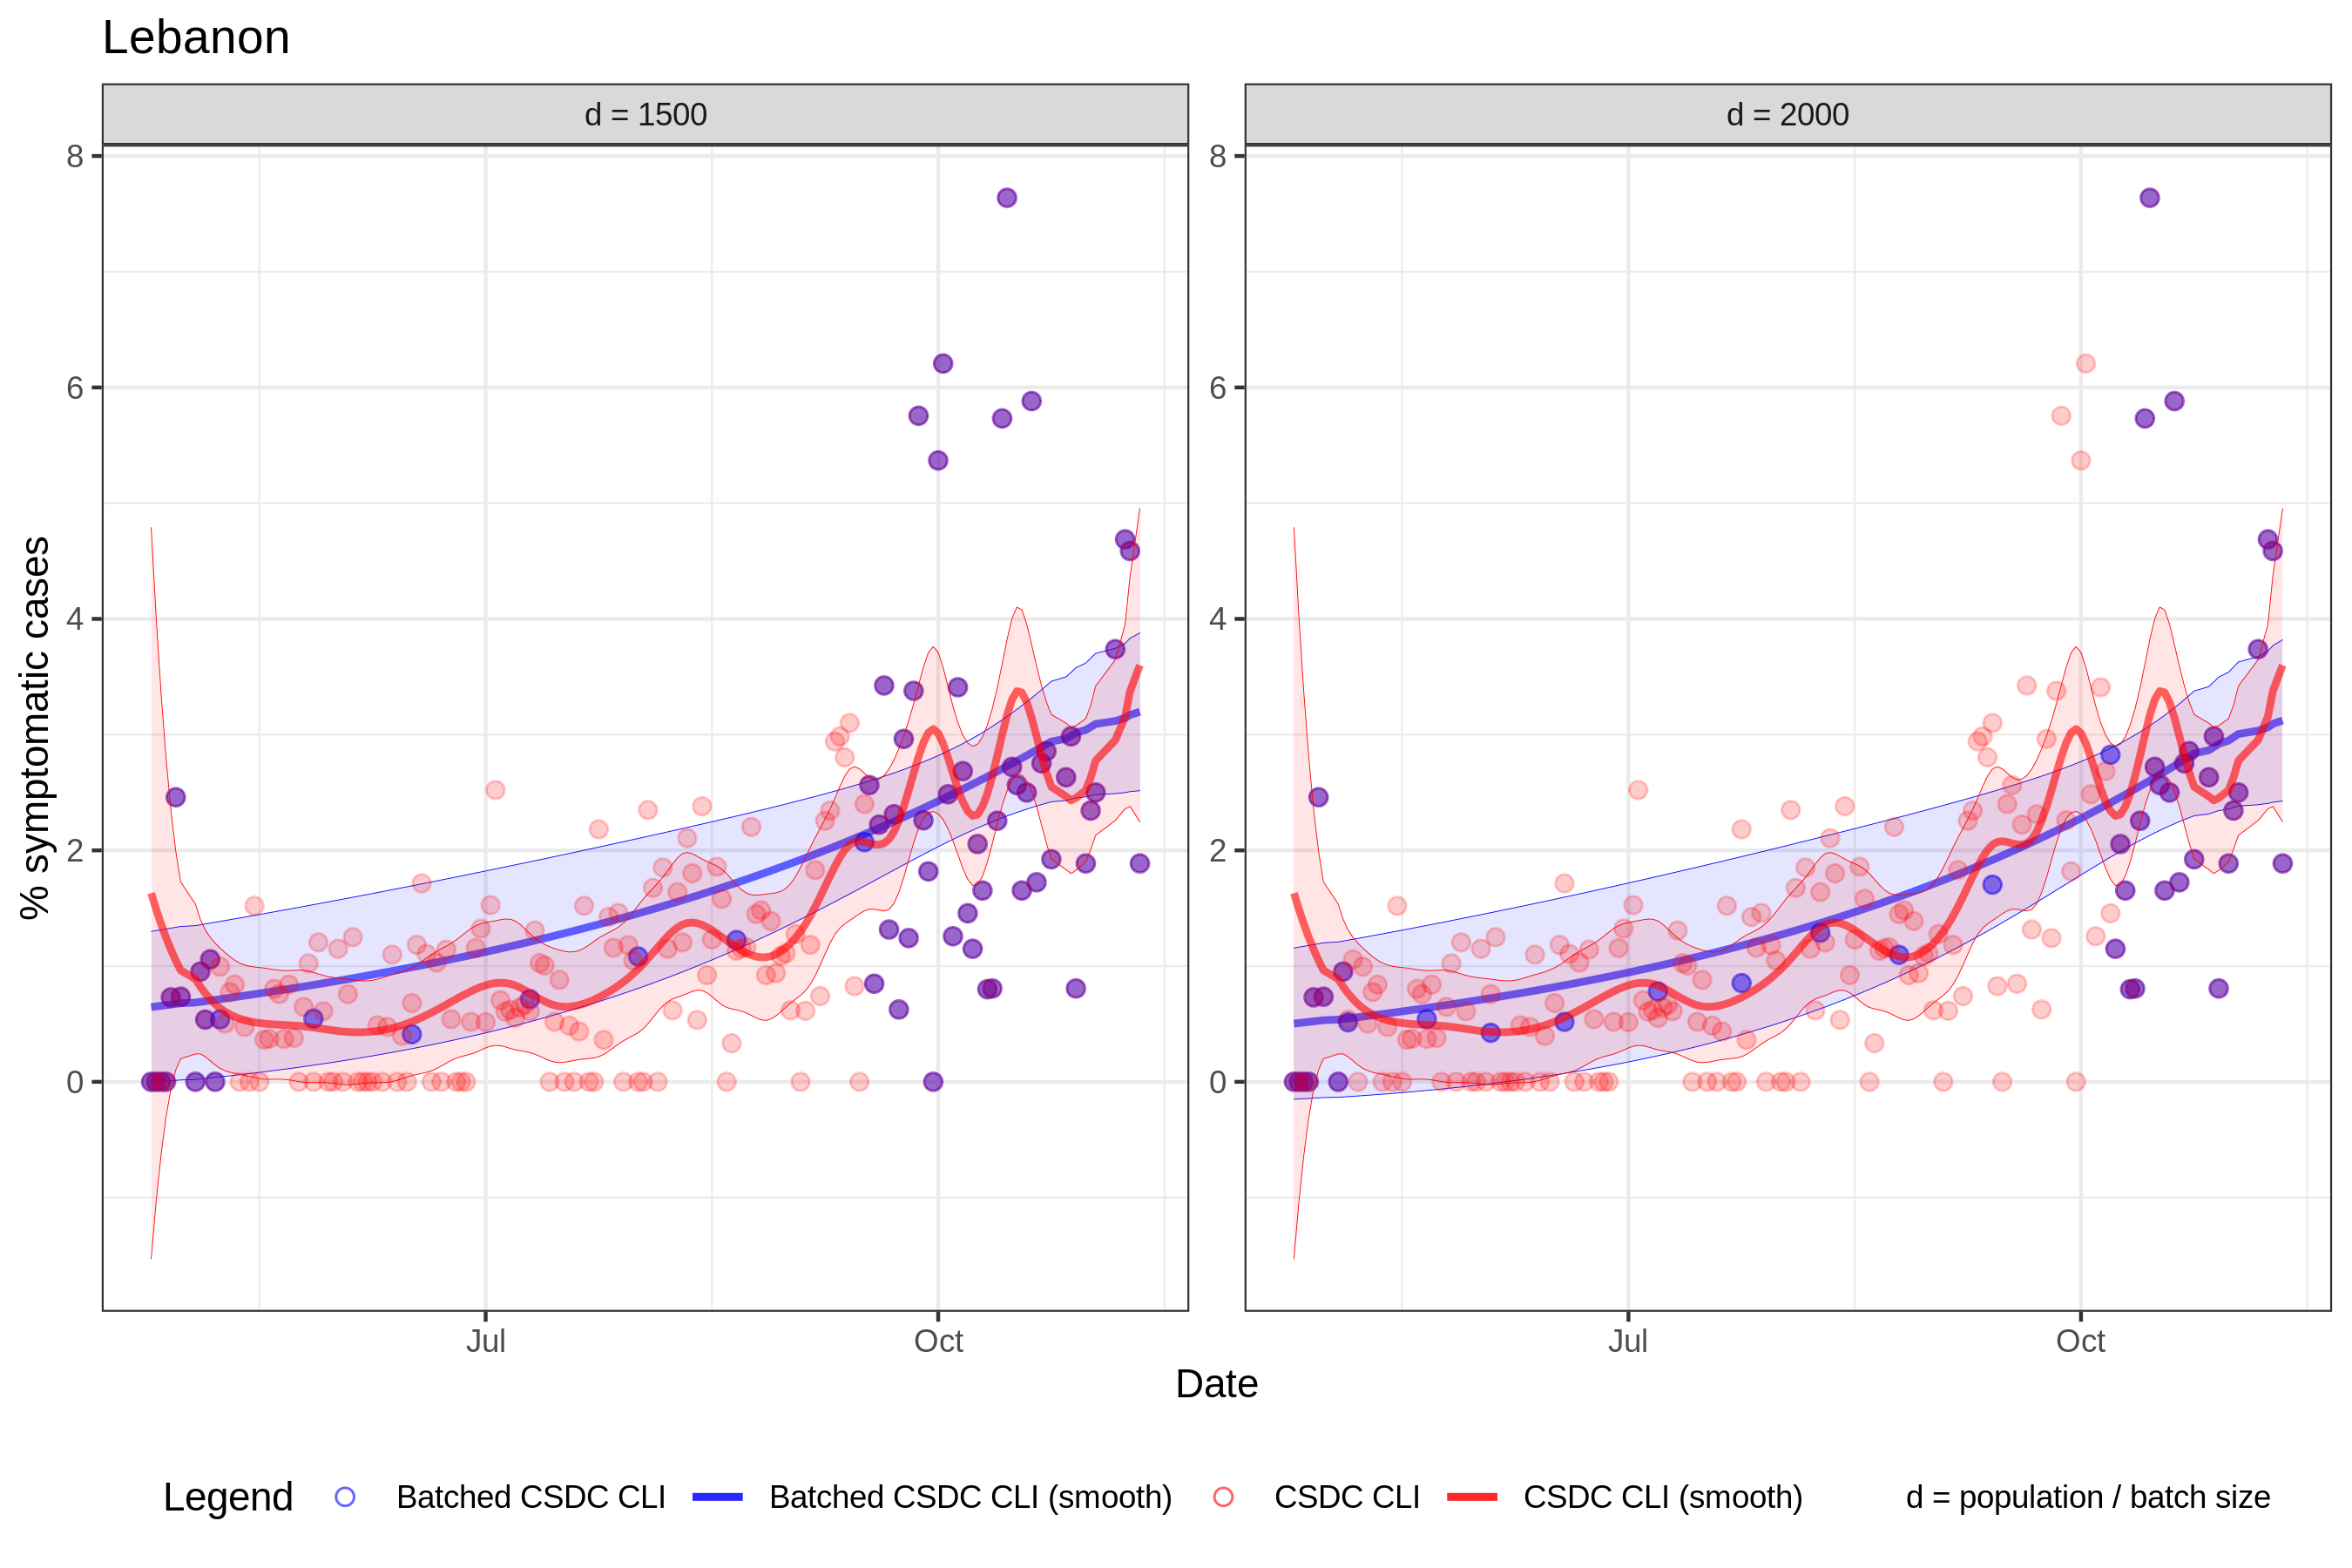 Lebanon
d = 1500
d = 2000
% symptomatic cases
8
6
4
2
0
8
6
4
2
0
Jul
Oct
Jul
Oct
Date
Legend Batched CSDC CLI Batched CSDC CLI (smooth) CSDC CLI CSDC CLI (smooth) d = population / batch size